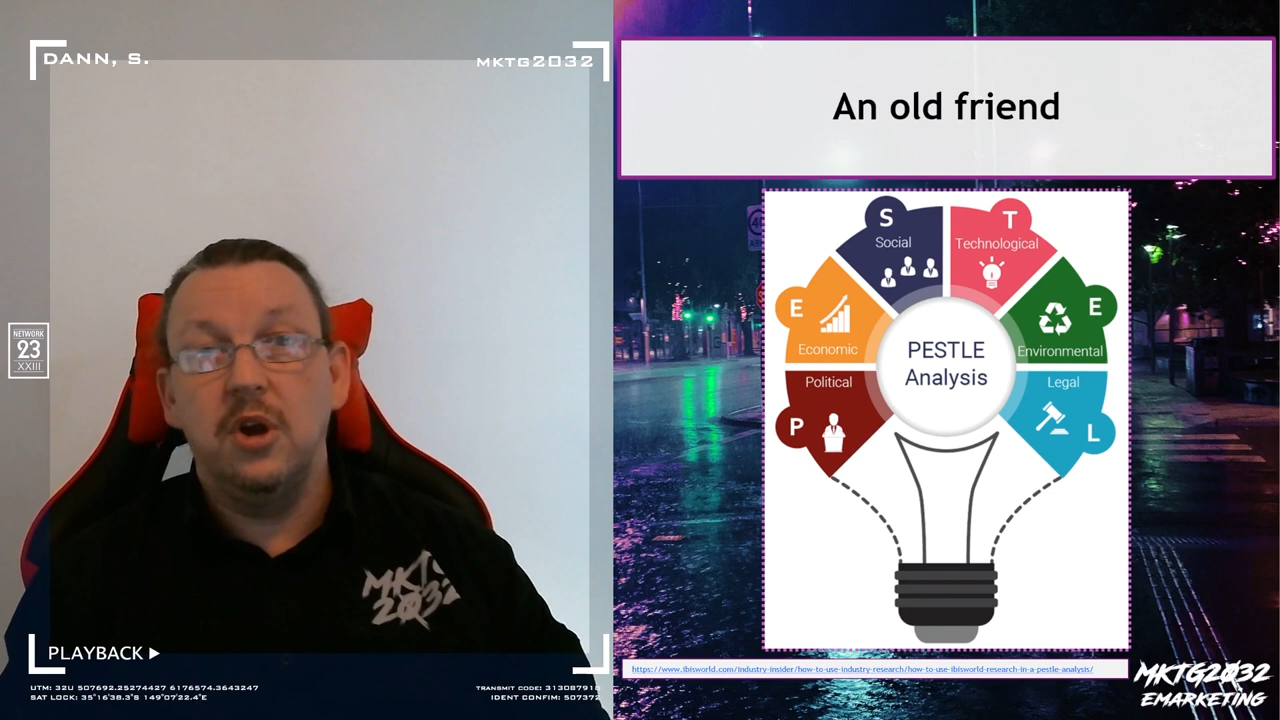 DANN, S.
MKTG2032
NETWORK
23
XXIII
MKT
2032
PLAYBACK
UTM: 32U 507692.25274427 6176574.3643247
SAT LOCK: 35°16'38.3"S 149°07'22.4"E
TRANSMIT CODE: 31308791
IDENT CONFIM: 507372
An old friend
S
Social
T
Technological
E
Economic
E
Environmental
PESTLE
Analysis
P
Political
L
Legal
https://www.ibisworld.com/industry-insider/how-to-use-industry-research/how-to-use-ibisworld-research-in-a-pestle-analysis/
MKTG2032
EMARKETING